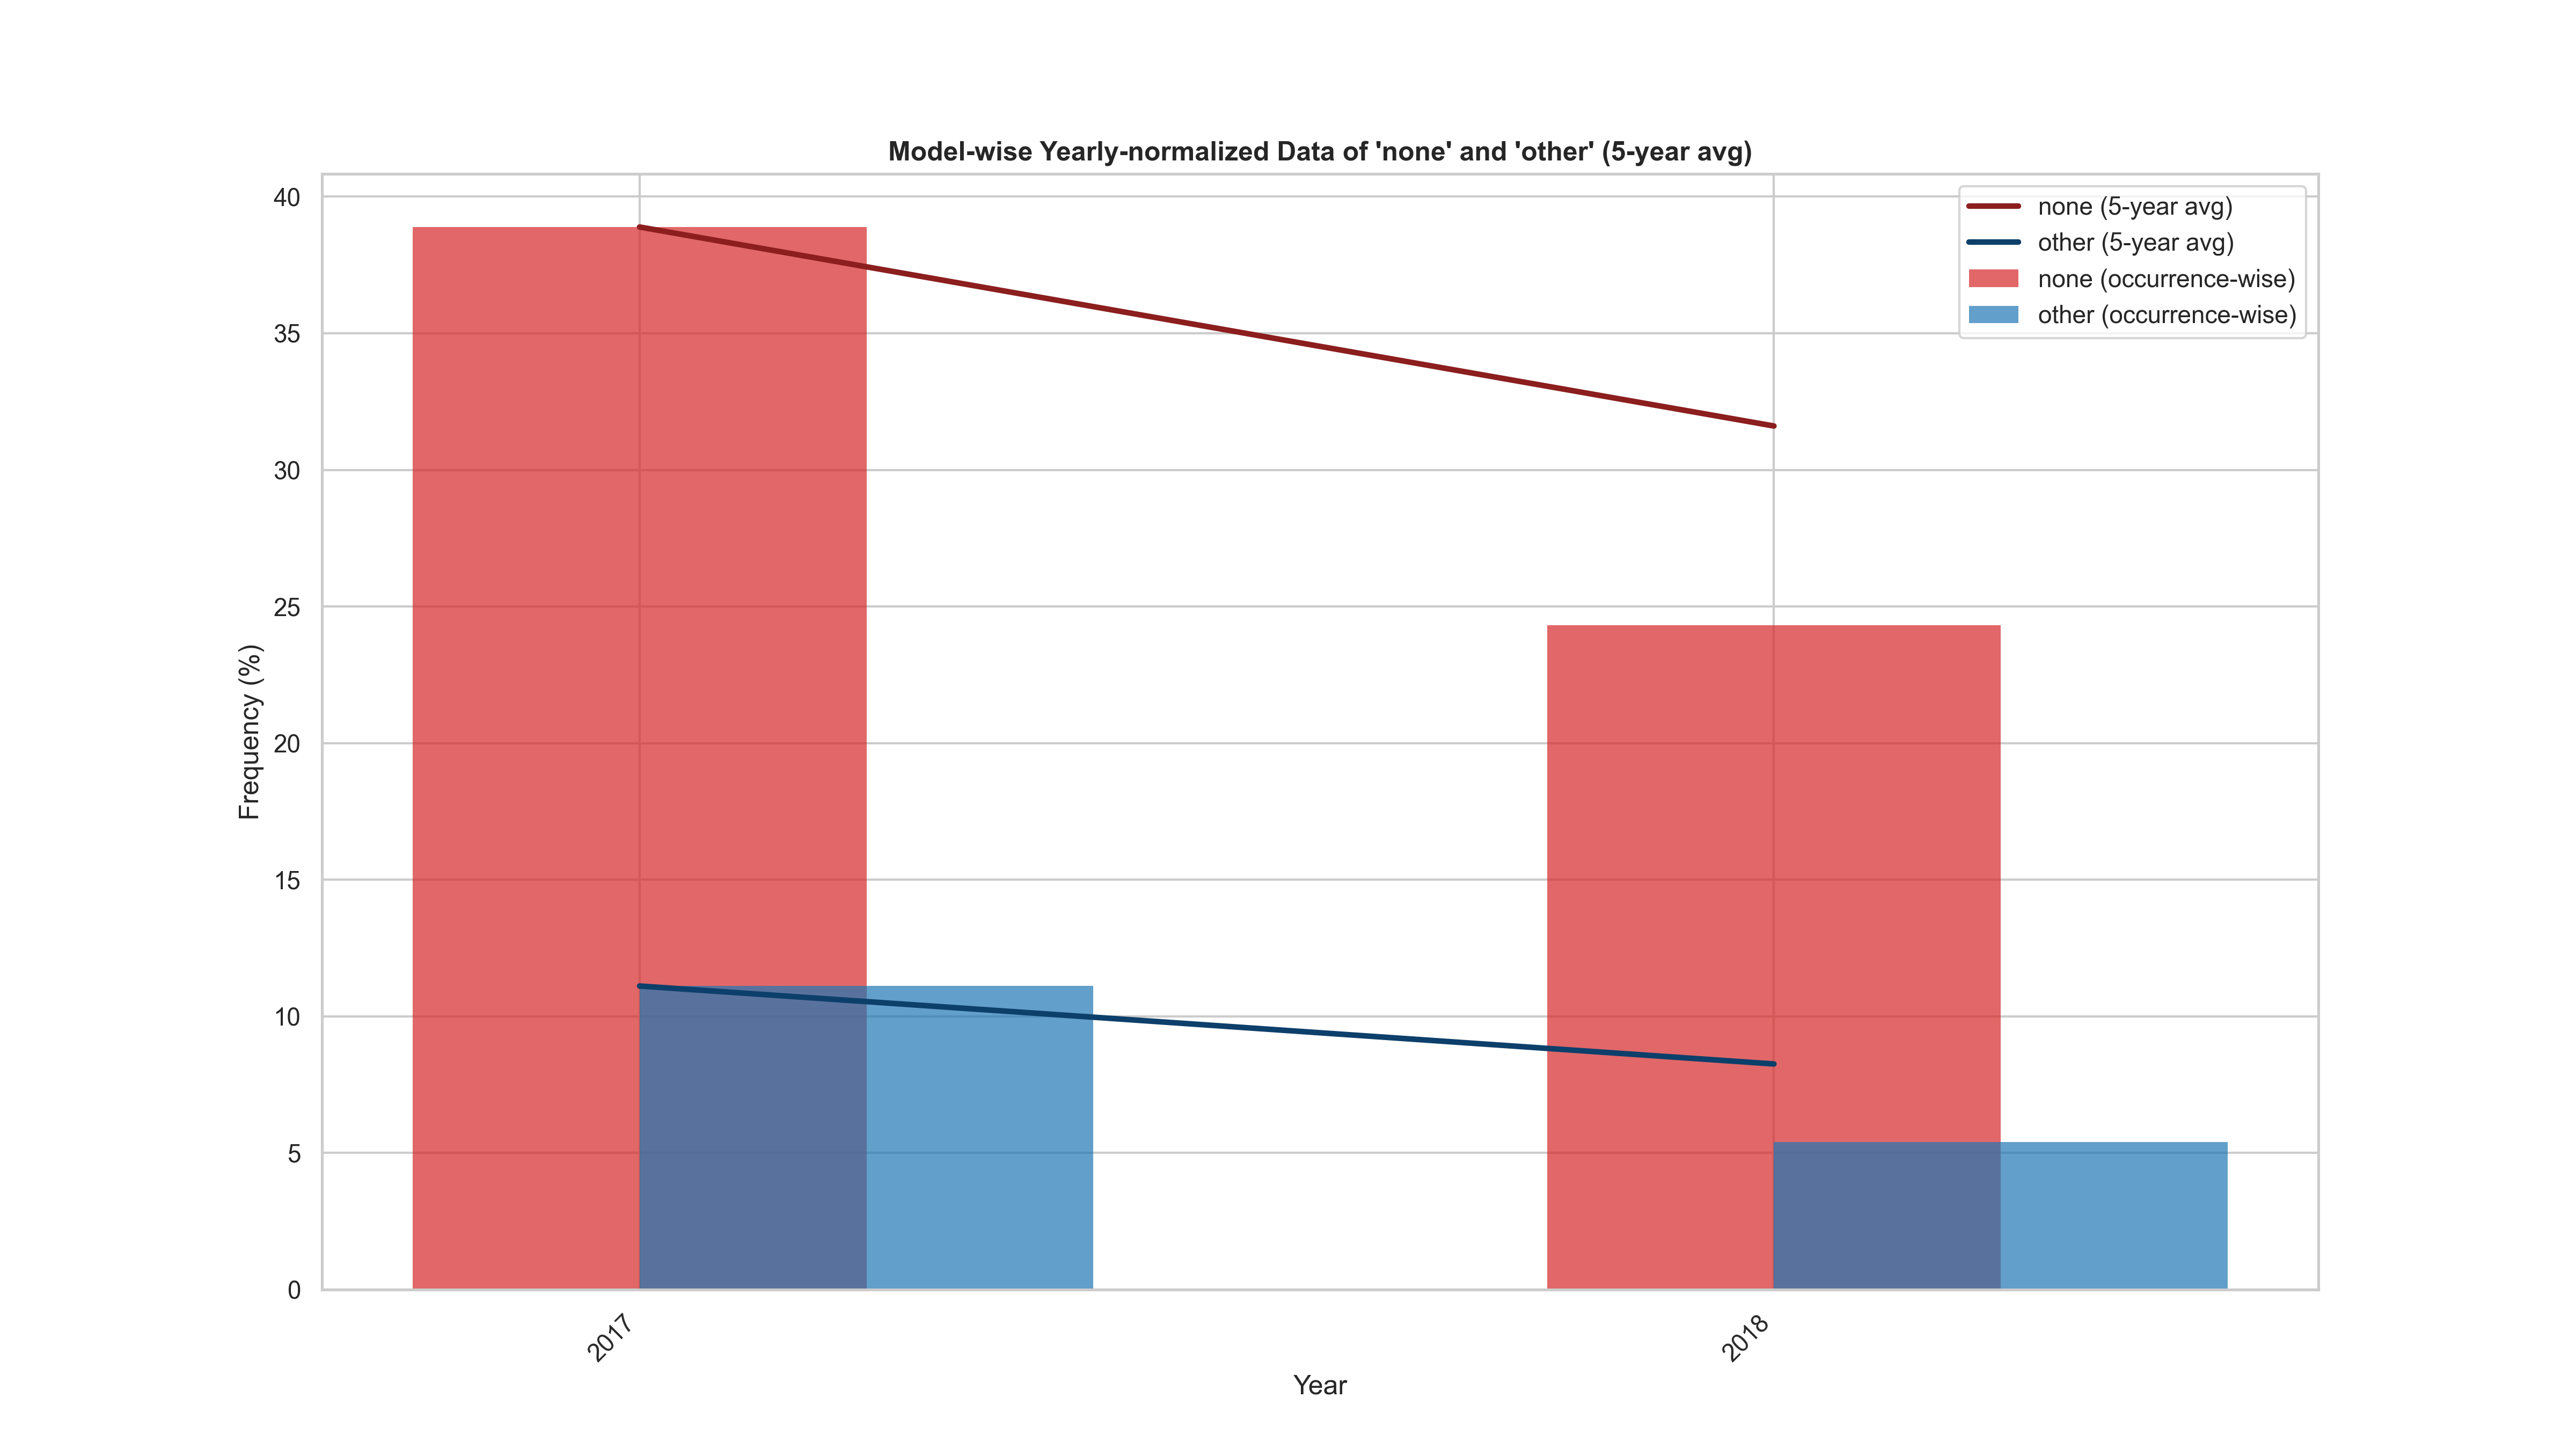 Model-wise Yearly-normalized Data of 'none' and 'other' (5-year avg)
none (5-year avg)
other (5-year avg)
none (occurrence-wise)
other (occurrence-wise)
Frequency (%)
40
35
30
25
20
15
10
5
0
2017
2018
Year